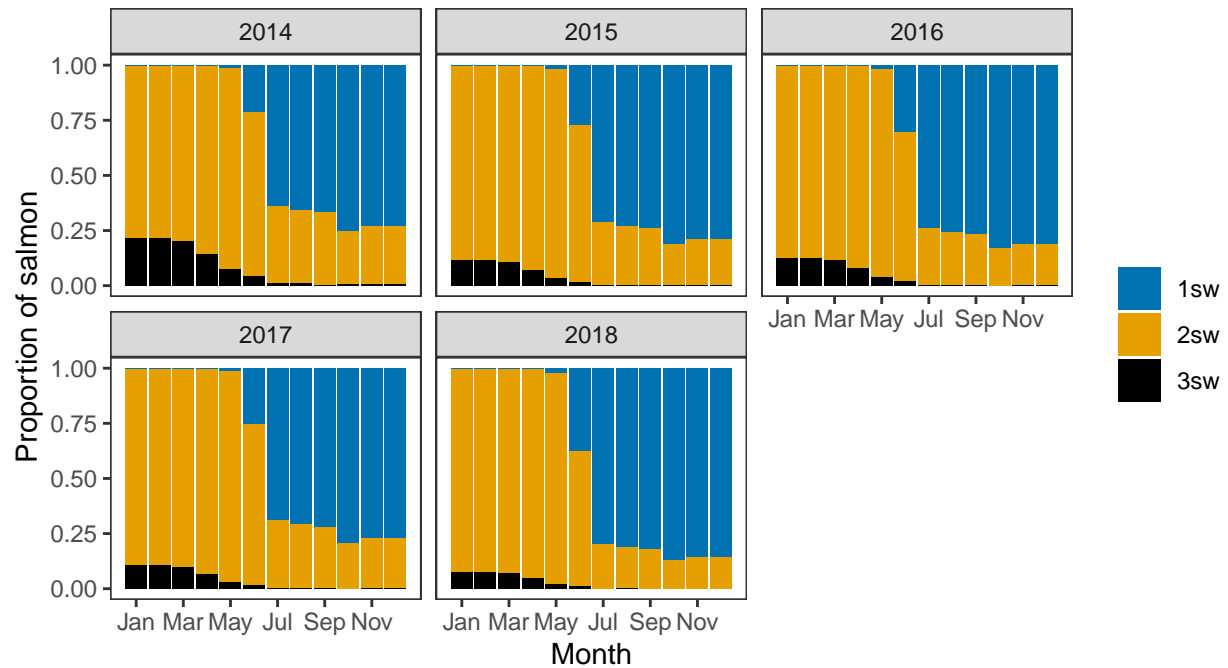 2014 2015 2016
1.00
0.75
0.50
0.25
0.00
Jan Mar May Jul Sep Nov
2017 2018
1.00
0.75
0.50
0.25
0.00
Jan Mar May Jul Sep Nov Jan Mar May Jul Sep Nov
Month
Proportion of salmon
1sw
2sw
3sw